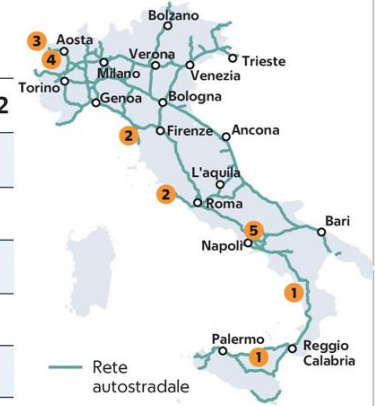 Bolzano
3
Aosta
4
Verona
Trieste
Milano
Venezia
Torino
Genoa
Bologna
2
2
Firenze
Ancona
L'aquila
2
Roma
5
Bari
Napoli
1
Palermo
1
Reggio
Calabria
Rete
autostradale